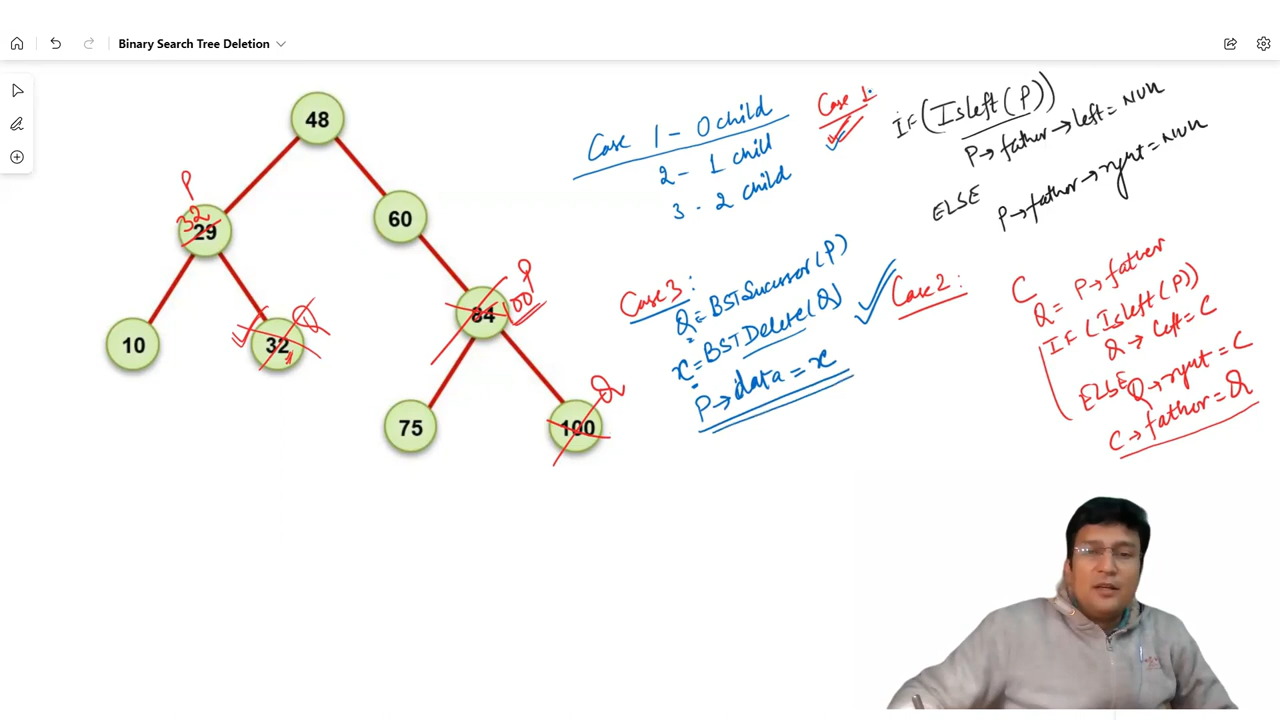 Binary Search Tree Deletion
48
P
32
29
60
P
84
100
10
32
Q
75
Q
100
Case 1 - 0 child
2 - 1 chill
3 - 2 child
Case 1:
IF (Isleft(P))
P→father→left = NULL
ELSE
P→father→right = NULL
Case 3:
Q = BSTSucessor(P)
x = BSTDelete(Q)
P→data = x
Case 2:
C
Q = P→father
IF (Isleft(P))
Q→left = C
ELSE Q→right = C
C→father = Q